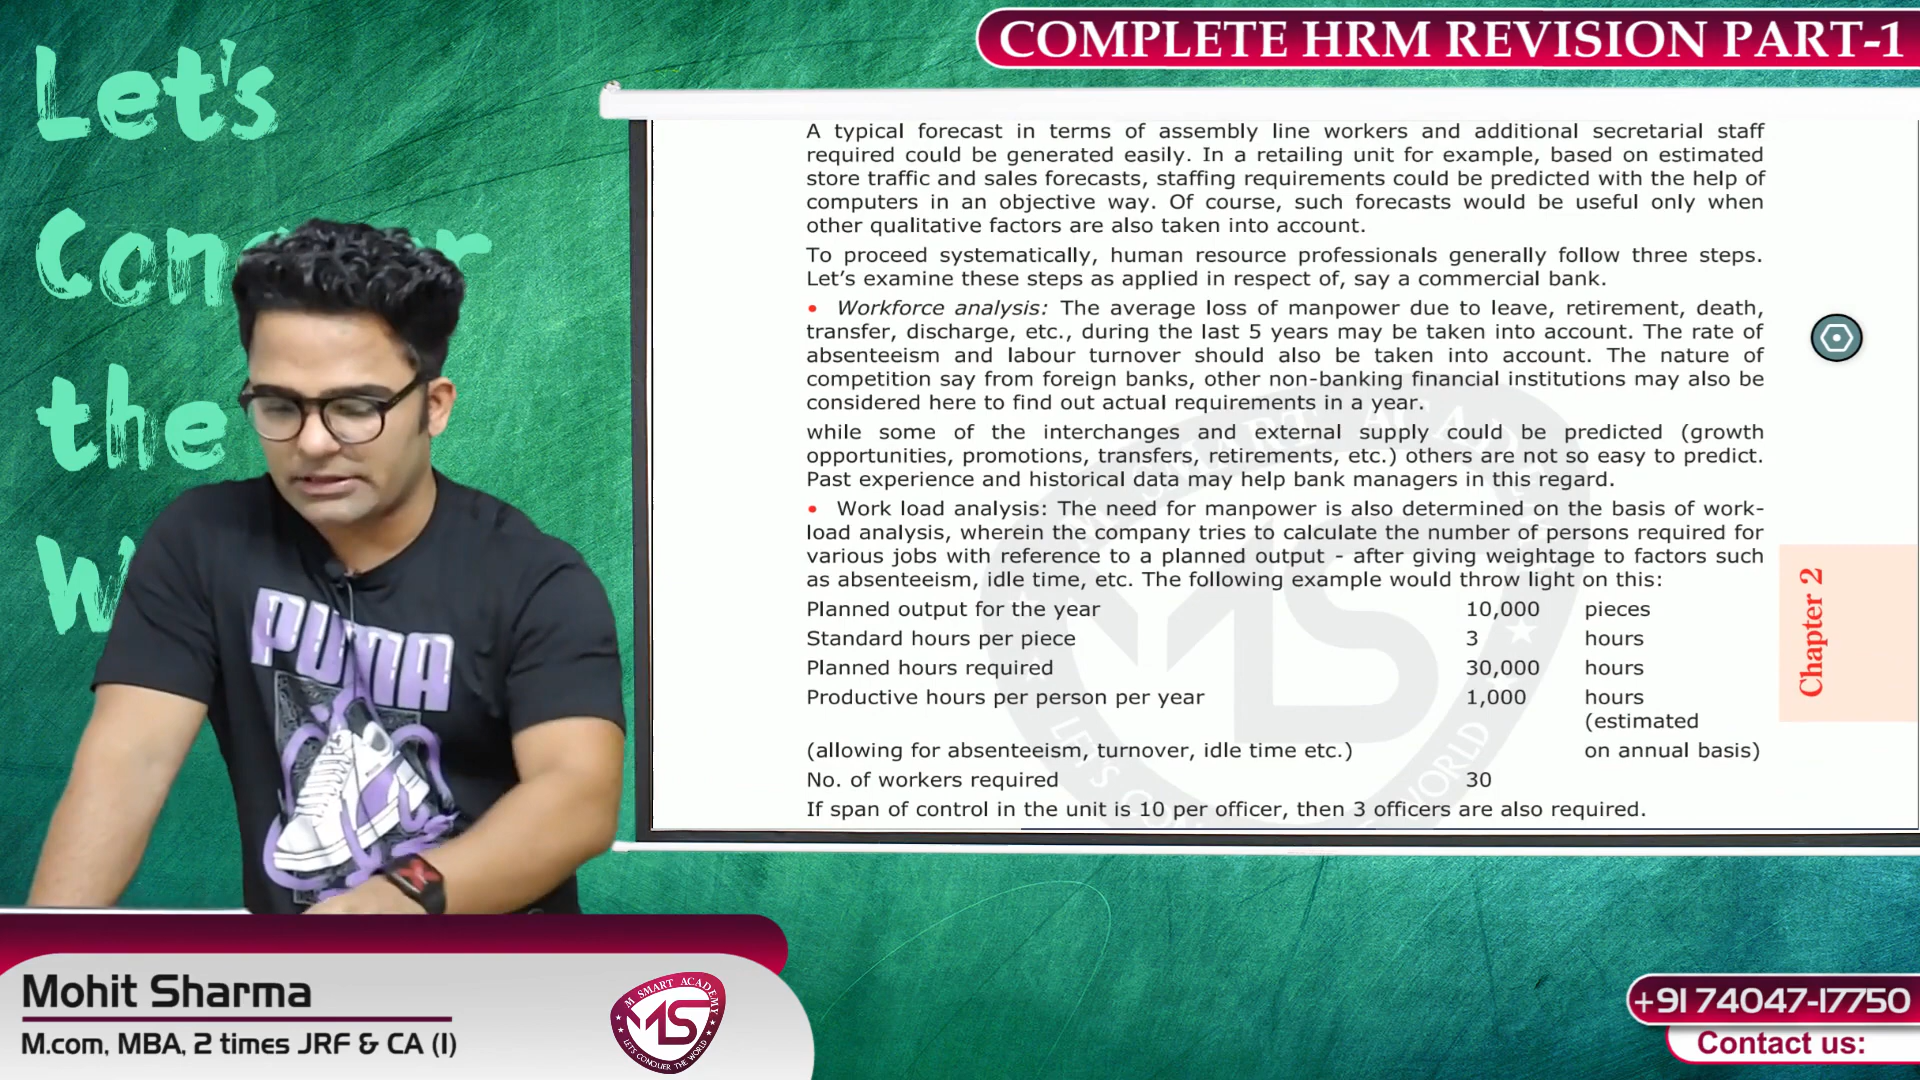 COMPLETE HRM REVISION PART-1
Let's
Con
the
W
A typical forecast in terms of assembly line workers and additional secretarial staff
required could be generated easily. In a retailing unit for example, based on estimated
store traffic and sales forecasts, staffing requirements could be predicted with the help of
computers in an objective way. Of course, such forecasts would be useful only when
other qualitative factors are also taken into account.
To proceed systematically, human resource professionals generally follow three steps.
Let’s examine these steps as applied in respect of, say a commercial bank.
• Workforce analysis: The average loss of manpower due to leave, retirement, death,
transfer, discharge, etc., during the last 5 years may be taken into account. The rate of
absenteeism and labour turnover should also be taken into account. The nature of
competition say from foreign banks, other non-banking financial institutions may also be
considered here to find out actual requirements in a year.
while some of the interchanges and external supply could be predicted (growth
opportunities, promotions, transfers, retirements, etc.) others are not so easy to predict.
Past experience and historical data may help bank managers in this regard.
• Work load analysis: The need for manpower is also determined on the basis of work-
load analysis, wherein the company tries to calculate the number of persons required for
various jobs with reference to a planned output - after giving weightage to factors such
as absenteeism, idle time, etc. The following example would throw light on this:
Planned output for the year 10,000 pieces
Standard hours per piece 3 hours
Planned hours required 30,000 hours
Productive hours per person per year 1,000 hours
(estimated
(allowing for absenteeism, turnover, idle time etc.) on annual basis)
No. of workers required 30
If span of control in the unit is 10 per officer, then 3 officers are also required.
Chapter 2
PUMA
Mohit Sharma
M.com, MBA, 2 times JRF & CA (I)
M SMART ACADEMY
MS
LET'S CONQUER THE WORLD
+91 74047-17750
Contact us: